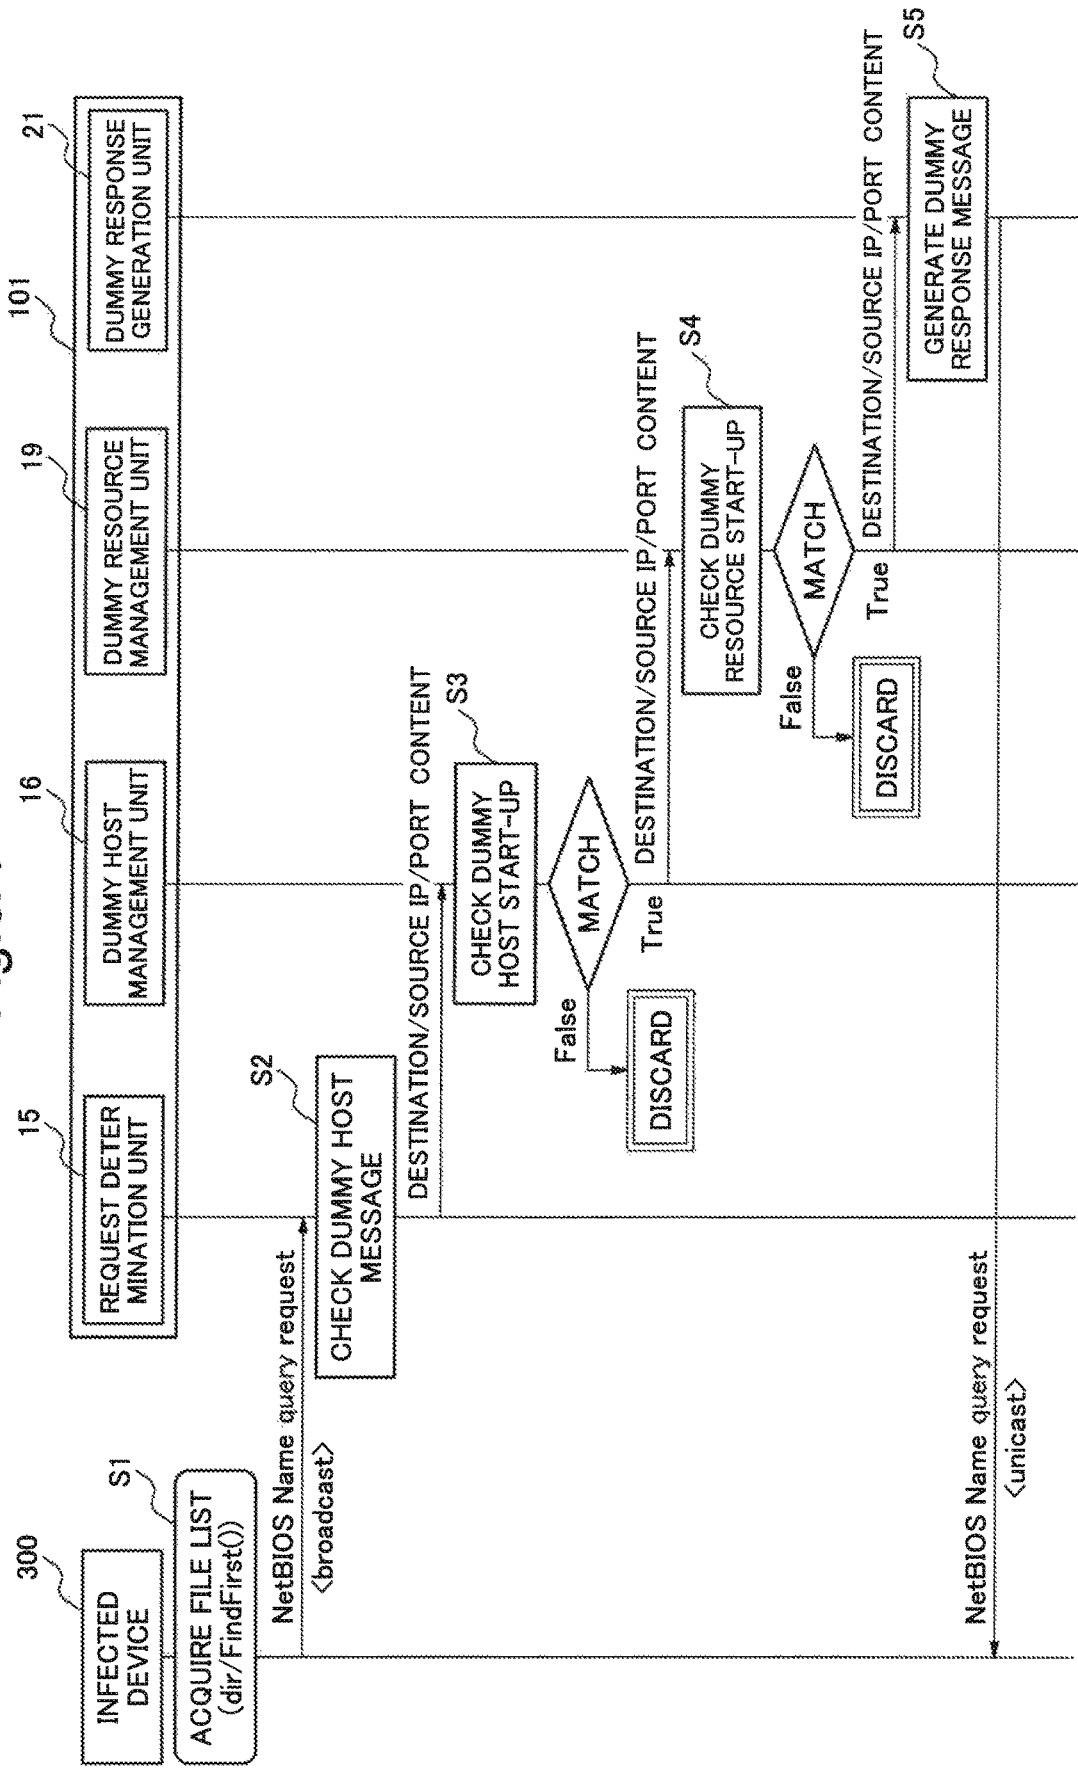 300
INFECTED
DEVICE
101
15
REQUEST DETER
MINATION UNIT
16
DUMMY HOST
MANAGEMENT UNIT
19
DUMMY RESOURCE
MANAGEMENT UNIT
21
DUMMY RESPONSE
GENERATION UNIT
S1
ACQUIRE FILE LIST
(dir/FindFirst())
NetBIOS Name query request
<broadcast>
S2
CHECK DUMMY HOST
MESSAGE
DESTINATION/SOURCE IP/PORT CONTENT
S3
CHECK DUMMY
HOST START-UP
MATCH
False
True
DISCARD
DESTINATION/SOURCE IP/PORT CONTENT
S4
CHECK DUMMY
RESOURCE START-UP
MATCH
False
True
DISCARD
DESTINATION/SOURCE IP/PORT CONTENT
S5
GENERATE DUMMY
RESPONSE MESSAGE
NetBIOS Name query request
<unicast>